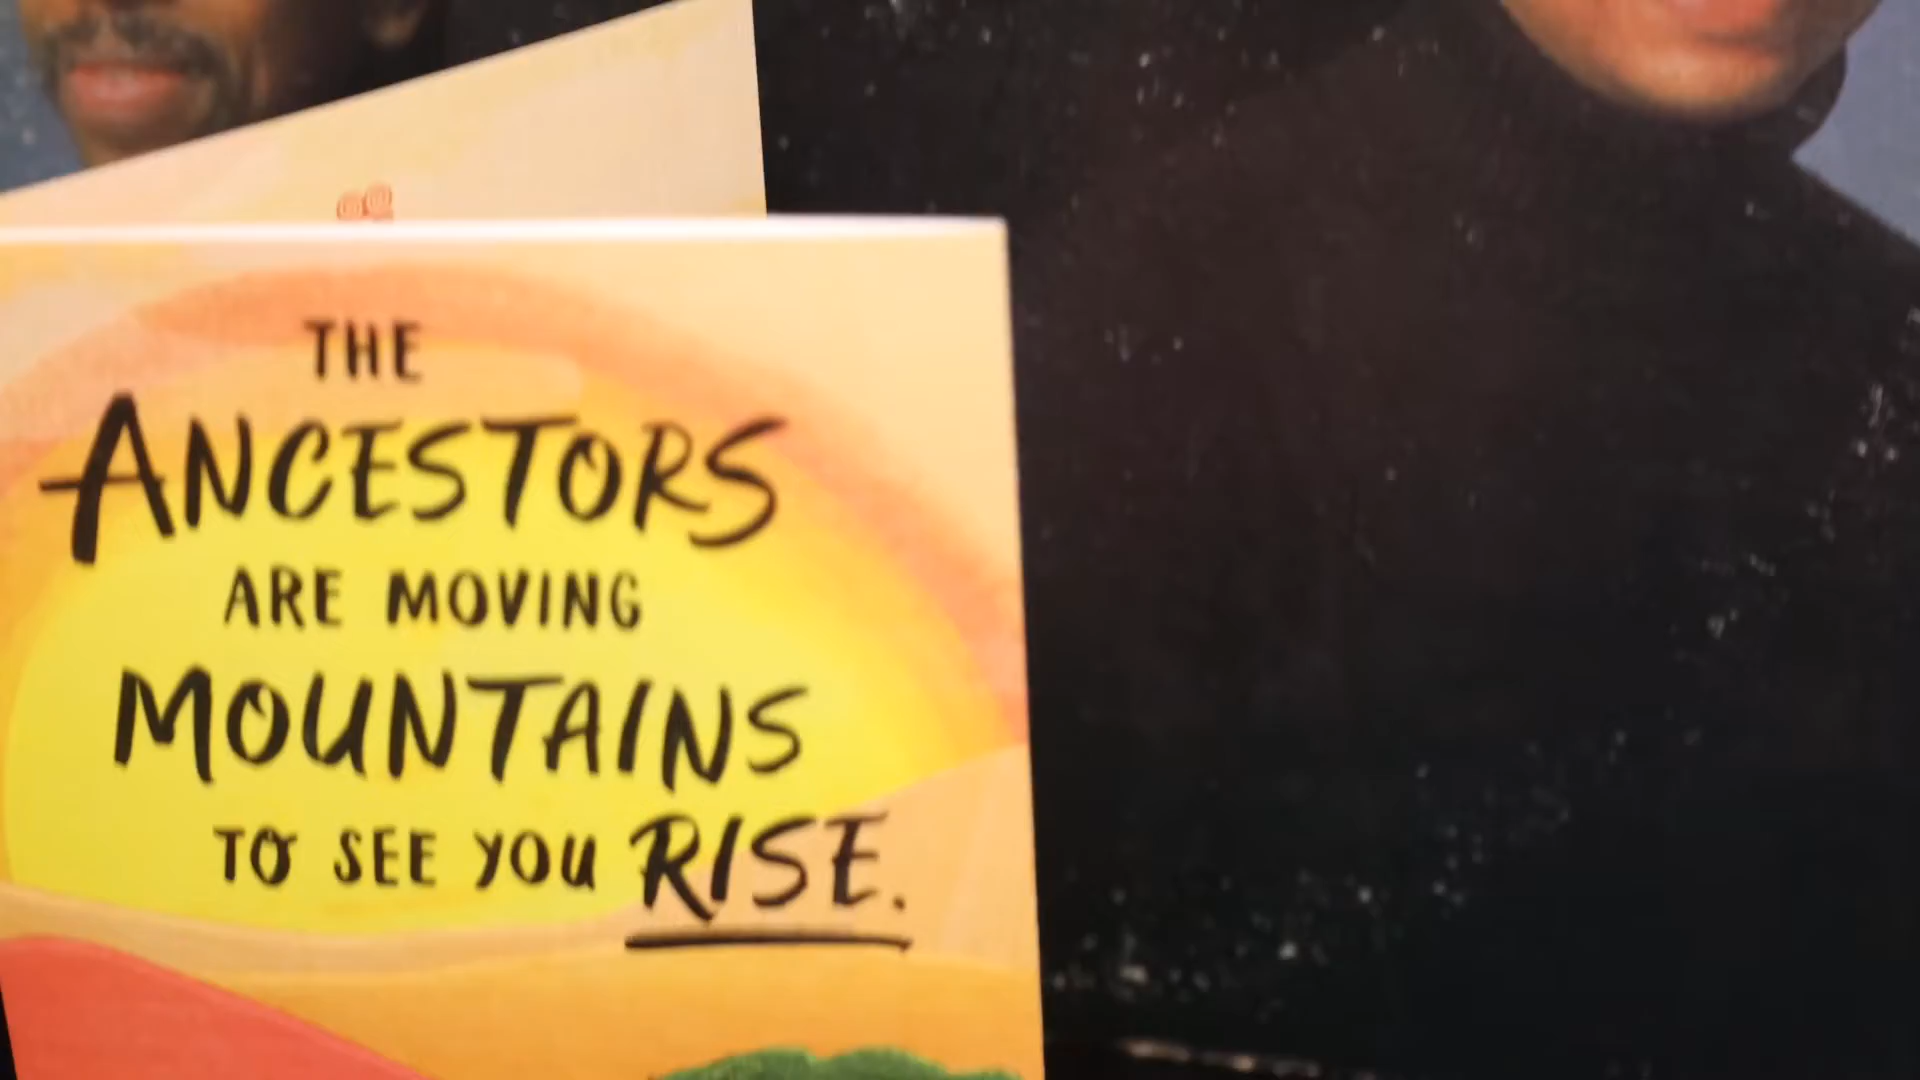 THE
ANCESTORS
ARE MOVING
MOUNTAINS
TO SEE YOU RISE.